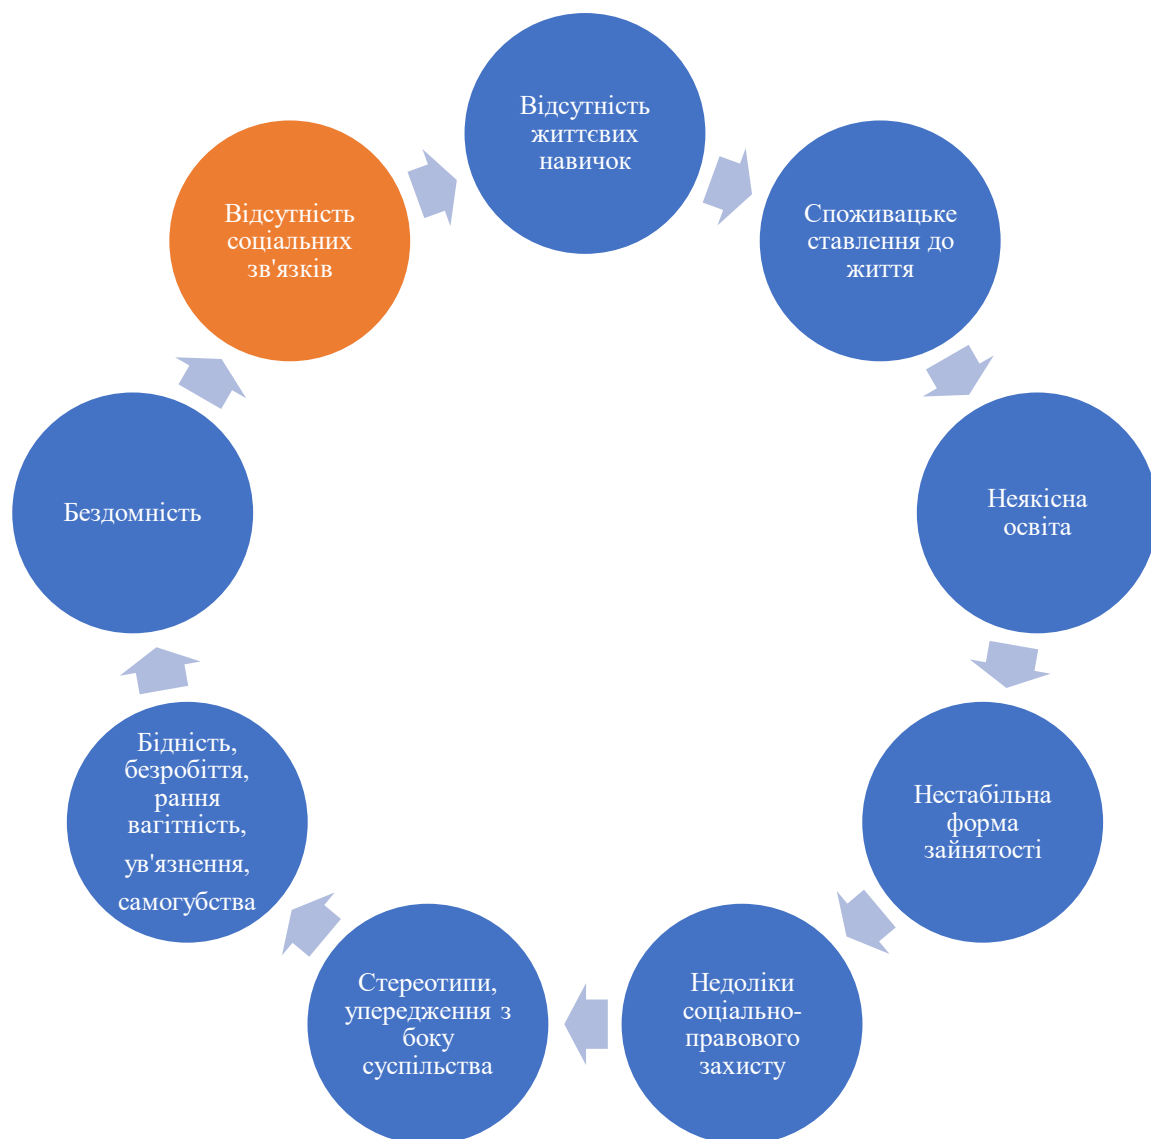 Відсутність
життєвих
навичок
Споживацьке
ставлення до
життя
Неякісна
освіта
Нестабільна
форма
зайнятості
Недоліки
соціально-
правового
захисту
Стереотипи,
упередження з
боку
суспільства
Бідність,
безробіття,
рання
вагітність,
ув'язнення,
самогубства
Бездомність
Відсутність
соціальних
зв'язків